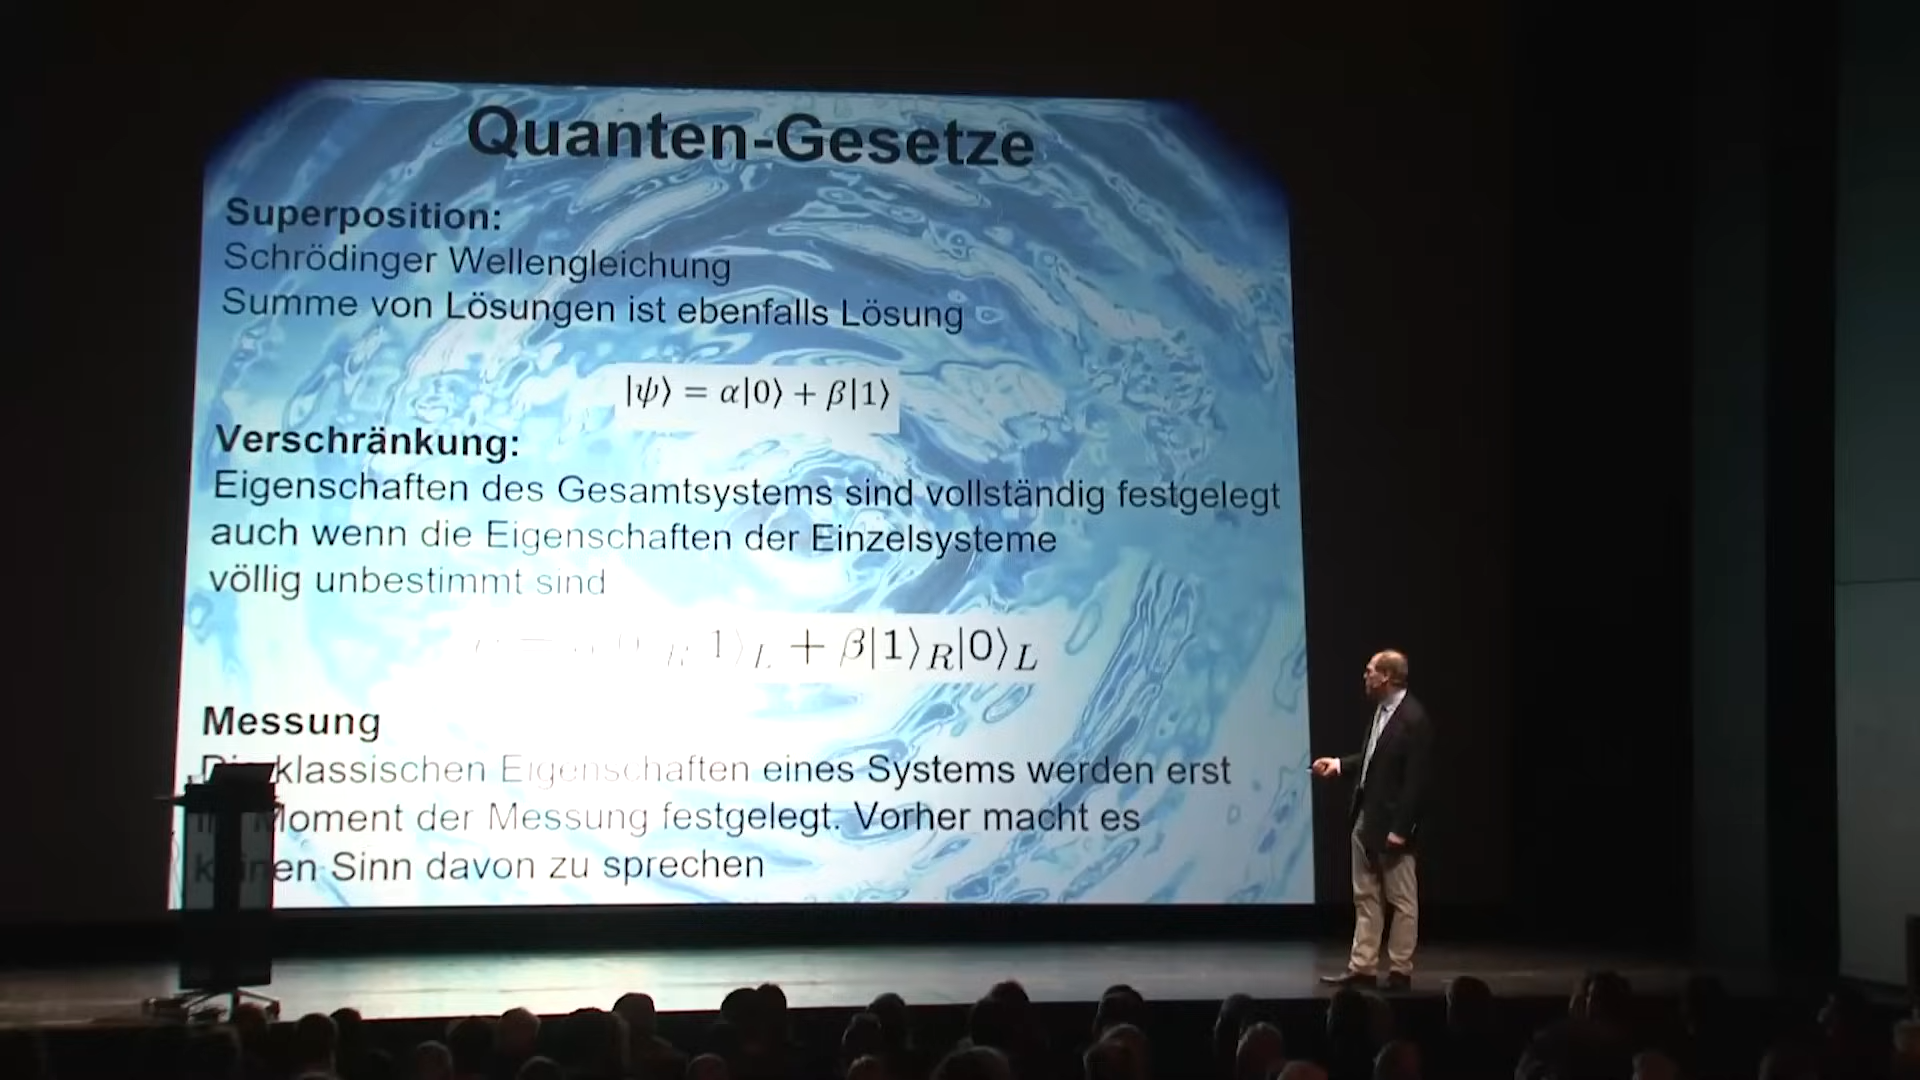 Quanten-Gesetze
Superposition:
Schrödinger Wellengleichung
Summe von Lösungen ist ebenfalls Lösung
|ψ⟩ = α|0⟩ + β|1⟩
Verschränkung:
Eigenschaften des Gesamtsystems sind vollständig festgelegt
auch wenn die Eigenschaften der Einzelsysteme
völlig unbestimmt sind
1⟩L + β|1⟩R|0⟩L
Messung
klassischen Eigenschaften eines Systems werden erst
Moment der Messung festgelegt. Vorher macht es
Sinn davon zu sprechen